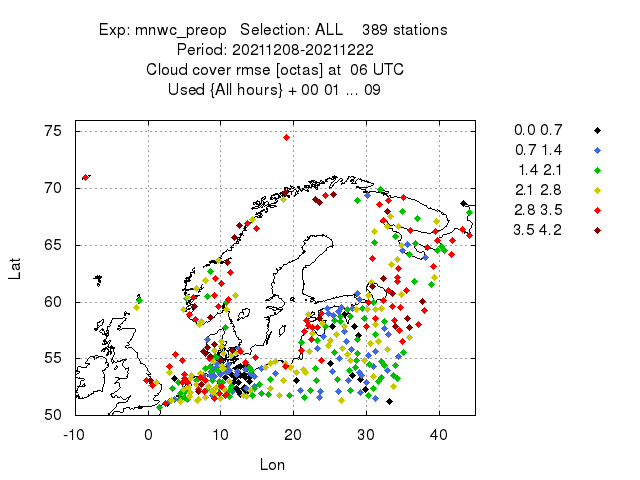 Exp: mnwc_preop   Selection: ALL    389 stations
Period: 20211208-20211222
Cloud cover rmse [octas] at  06 UTC
Used {All hours} + 00 01 ... 09
0.0 0.7
0.7 1.4
1.4 2.1
2.1 2.8
2.8 3.5
3.5 4.2
75
70
65
60
55
50
Lat
-10 0 10 20 30 40
Lon